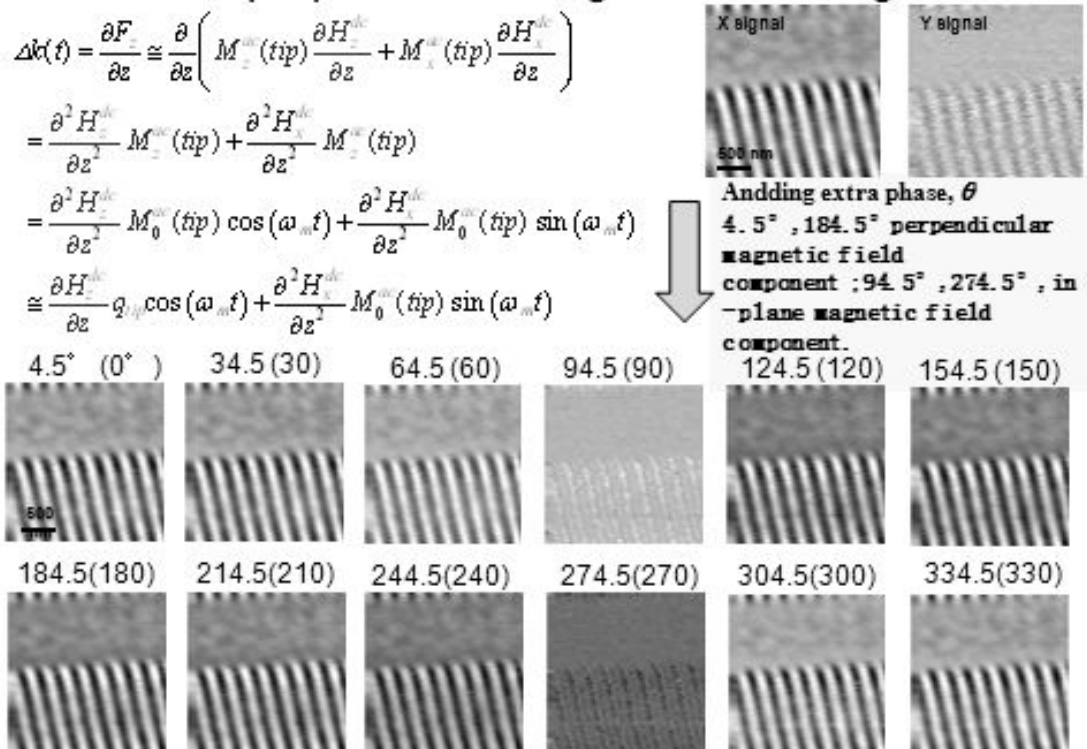 Δk(t) = ∂F_z/∂z ≅ ∂/∂z ( M_z^ac (tip) ∂H_z^dc/∂z + M_x^ac (tip) ∂H_x^dc/∂z )
= ∂²H_z^dc/∂z² M_z^ac (tip) + ∂²H_x^dc/∂z² M_z^ac (tip)
= ∂²H_z^dc/∂z² M_0^ac (tip) cos(ω_m t) + ∂²H_x^dc/∂z² M_0^ac (tip) sin(ω_m t)
≅ ∂H_z^dc/∂z q_tip cos(ω_m t) + ∂²H_x^dc/∂z² M_0^ac (tip) sin(ω_m t)
X signal Y signal
500 nm
Andding extra phase, θ
4.5° ,184.5° perpendicular
magnetic field
component ;94.5° ,274.5° , in
-plane magnetic field
component.
4.5° (0° ) 34.5 (30) 64.5 (60) 94.5 (90) 124.5 (120) 154.5 (150)
500
184.5(180) 214.5(210) 244.5(240) 274.5(270) 304.5(300) 334.5(330)